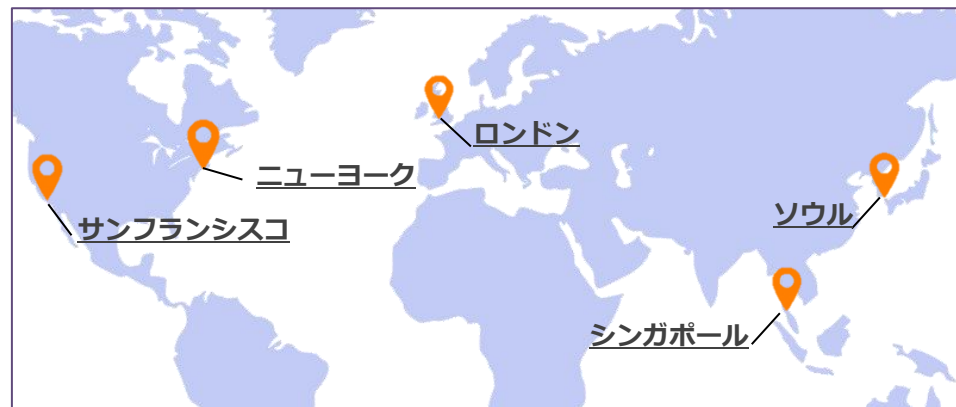 ロンドン
ニューヨーク
サンフランシスコ
ソウル
シンガポール